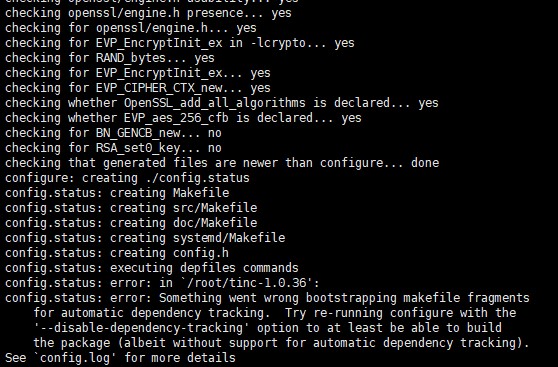 checking openssl/engine.h usability... yes
checking openssl/engine.h presence... yes
checking for openssl/engine.h... yes
checking for EVP_EncryptInit_ex in -lcrypto... yes
checking for RAND_bytes... yes
checking for EVP_EncryptInit_ex... yes
checking for EVP_CIPHER_CTX_new... yes
checking whether OpenSSL_add_all_algorithms is declared... yes
checking whether EVP_aes_256_cfb is declared... yes
checking for BN_GENCB_new... no
checking for RSA_set0_key... no
checking that generated files are newer than configure... done
configure: creating ./config.status
config.status: creating Makefile
config.status: creating src/Makefile
config.status: creating doc/Makefile
config.status: creating systemd/Makefile
config.status: creating config.h
config.status: executing depfiles commands
config.status: error: in `/root/tinc-1.0.36':
config.status: error: Something went wrong bootstrapping makefile fragments
    for automatic dependency tracking.  Try re-running configure with the
    '--disable-dependency-tracking' option to at least be able to build
    the package (albeit without support for automatic dependency tracking).
See `config.log' for more details